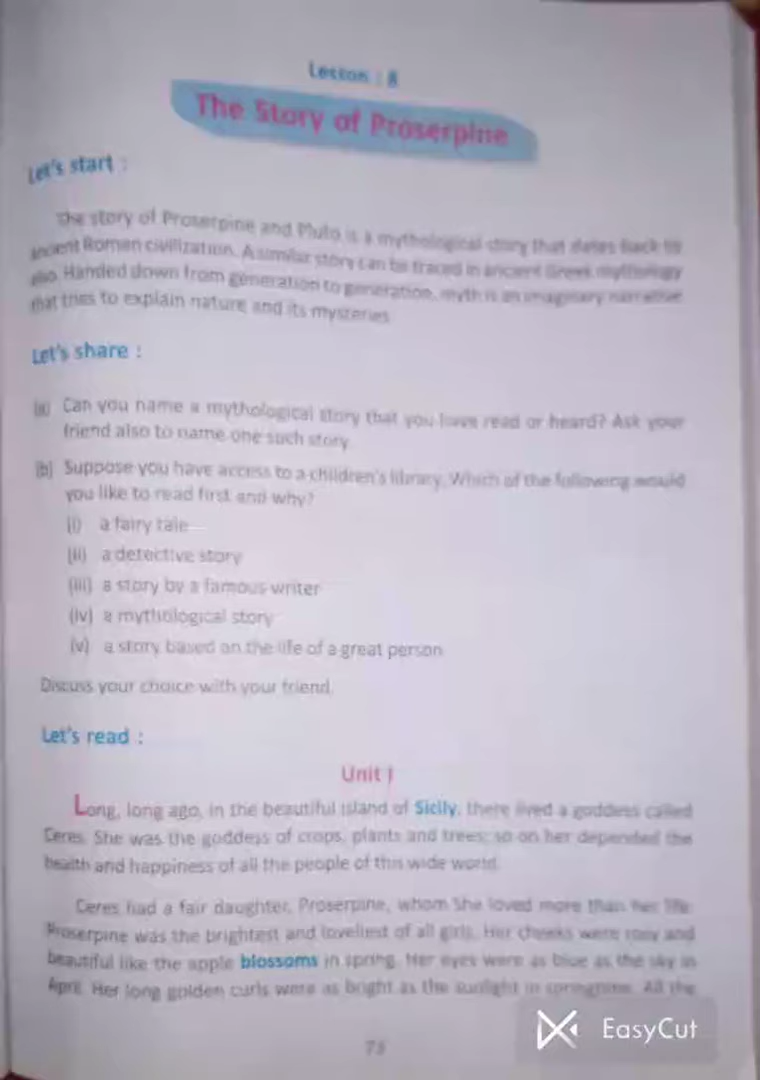 Lesson : 8
The Story of Proserpine
Let's start :
The story of Proserpine and Pluto is a mythological story that dates back to
ancient Roman civilization. A similar story can be traced in ancient Greek mythology
also. Handed down from generation to generation, myth is an imaginary narrative
that tries to explain nature and its mysteries.
Let's share :
(a) Can you name a mythological story that you have read or heard? Ask your
friend also to name one such story.
(b) Suppose you have access to a children's library. Which of the following would
you like to read first and why?
(i) a fairy tale
(ii) a detective story
(iii) a story by a famous writer
(iv) a mythological story
(v) a story based on the life of a great person
Discuss your choice with your friend.
Let's read :
Unit I
Long, long ago, in the beautiful island of Sicily, there lived a goddess called
Ceres. She was the goddess of crops, plants and trees; so on her depended the
health and happiness of all the people of this wide world.
Ceres had a fair daughter, Proserpine, whom She loved more than her life.
Proserpine was the brightest and loveliest of all girls. Her cheeks were rosy and
beautiful like the apple blossoms in spring. Her eyes were as blue as the sky in
April. Her long golden curls were as bright as the sunlight in springtime. All the
73
EasyCut